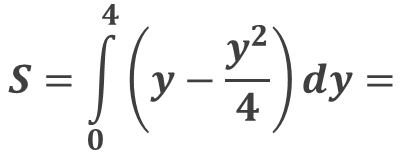 S = ∫₀⁴ (y − y²/4) dy =